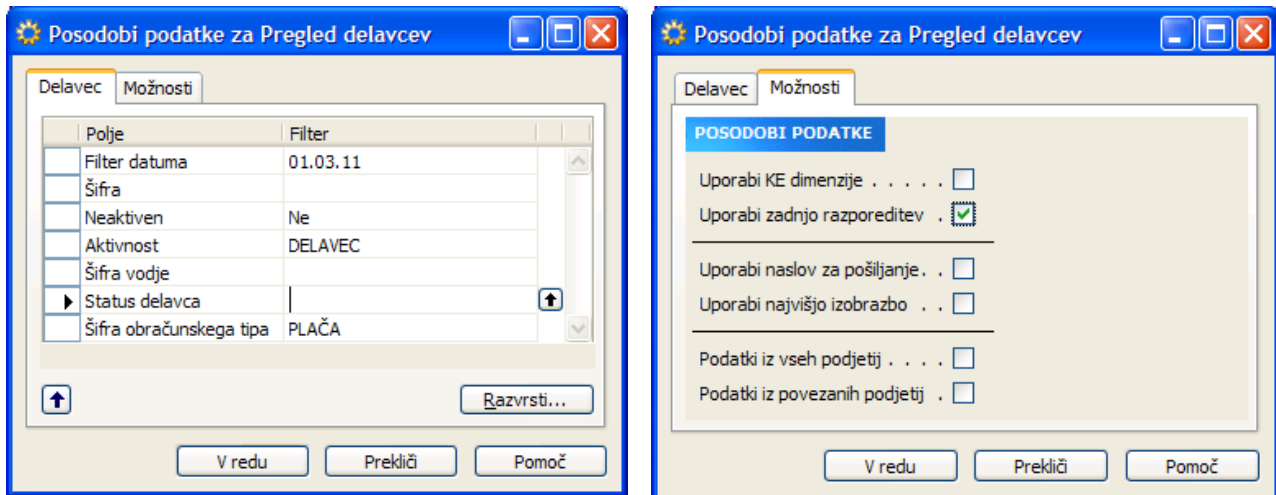 Posodobi podatke za Pregled delavcev
Delavec Možnosti
Polje Filter
Filter datuma 01.03.11
Šifra
Neaktiven Ne
Aktivnost DELAVEC
Šifra vodje
Status delavca
Šifra obračunskega tipa PLAČA
Razvrsti...
V redu Prekliči Pomoč
Posodobi podatke za Pregled delavcev
Delavec Možnosti
POSODOBI PODATKE
Uporabi KE dimenzije . . . . .
Uporabi zadnjo razporeditev .
Uporabi naslov za pošiljanje. .
Uporabi najvišjo izobrazbo . .
Podatki iz vseh podjetij . . . .
Podatki iz povezanih podjetij .
V redu Prekliči Pomoč